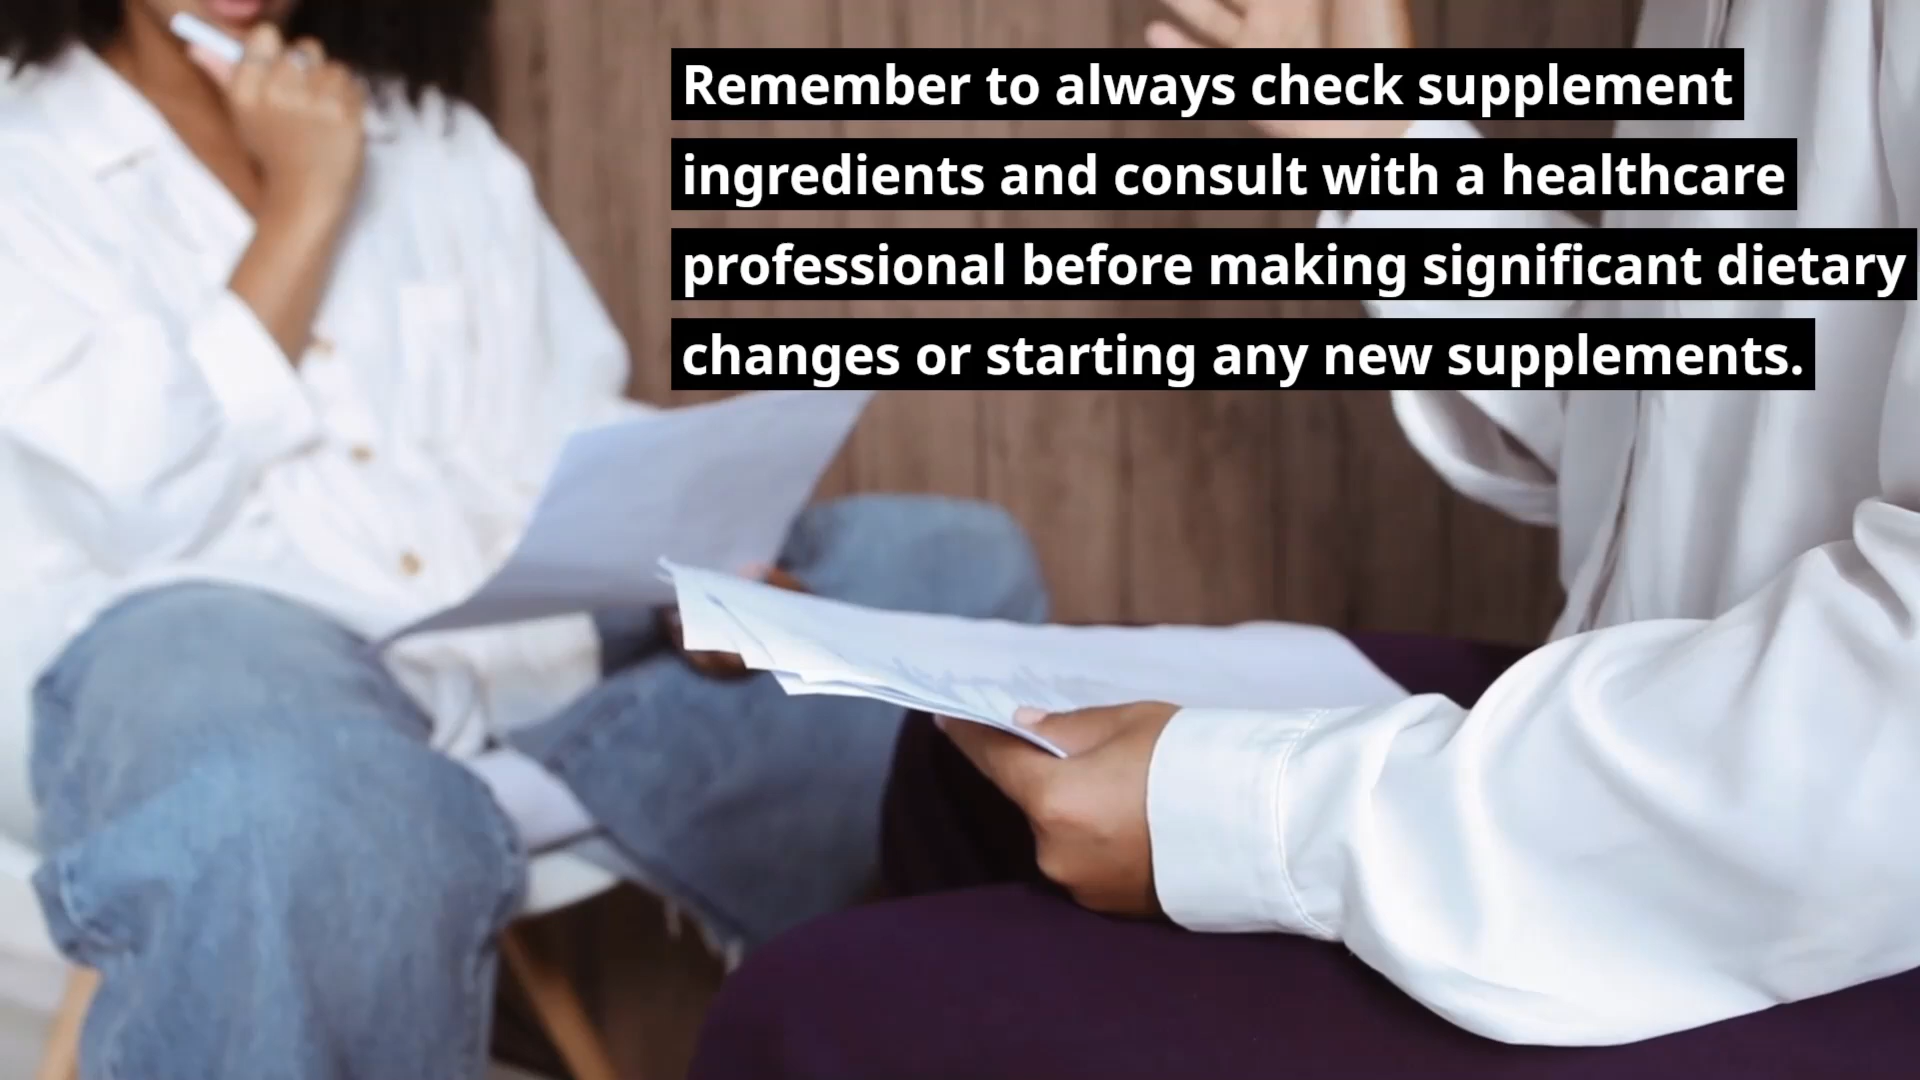 Remember to always check supplement
ingredients and consult with a healthcare
professional before making significant dietary
changes or starting any new supplements.